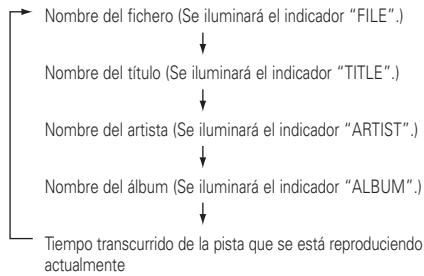 Nombre del fichero (Se iluminará el indicador “FILE”.)
Nombre del título (Se iluminará el indicador “TITLE”.)
Nombre del artista (Se iluminará el indicador “ARTIST”.)
Nombre del álbum (Se iluminará el indicador “ALBUM”.)
Tiempo transcurrido de la pista que se está reproduciendo
actualmente